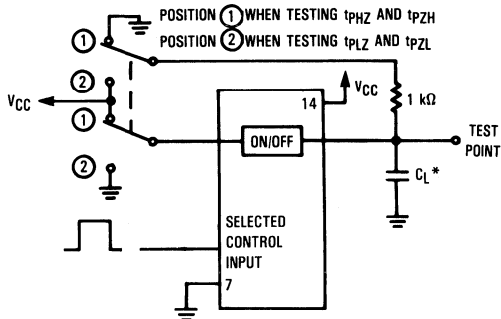 POSITION 1 WHEN TESTING tPHZ AND tPZH
POSITION 2 WHEN TESTING tPLZ AND tPZL
1
2
VCC
1
2
14
VCC
1 kΩ
ON/OFF
TEST
POINT
CL*
SELECTED
CONTROL
INPUT
7